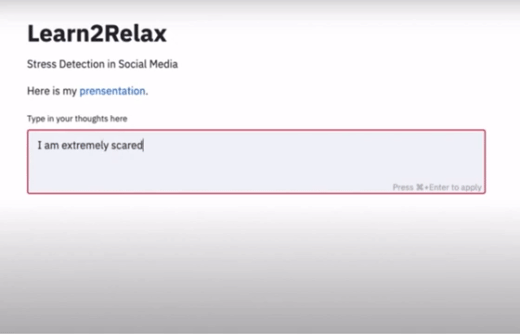 Learn2Relax
Stress Detection in Social Media
Here is my prensentation.
Type in your thoughts here
I am extremely scared
Press ⌘+Enter to apply